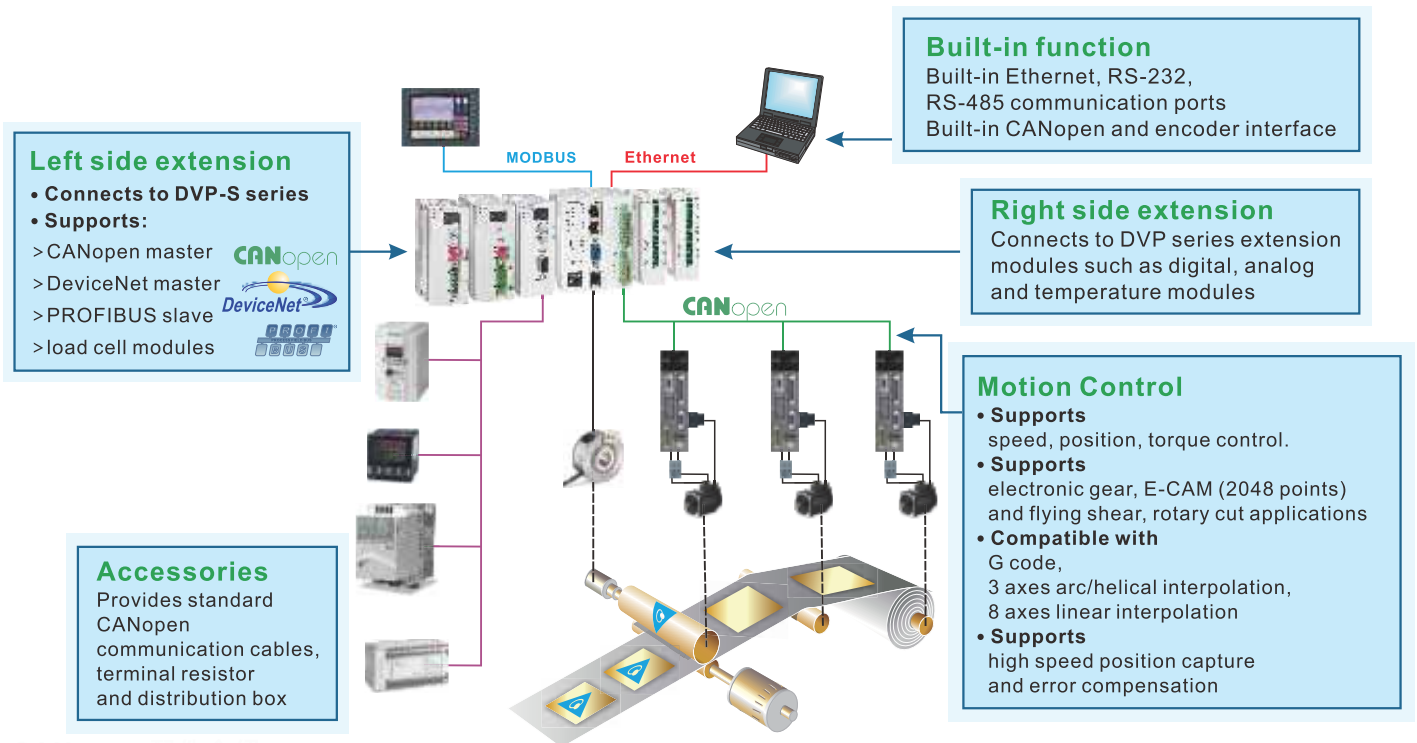 Built-in function
Built-in Ethernet, RS-232,
RS-485 communication ports
Built-in CANopen and encoder interface
Left side extension
• Connects to DVP-S series
• Supports:
>CANopen master
>DeviceNet master
>PROFIBUS slave
>load cell modules
CANopen
DeviceNet®
PROFI
BUS
MODBUS
Ethernet
Right side extension
Connects to DVP series extension
modules such as digital, analog
and temperature modules
CANopen
Motion Control
• Supports
speed, position, torque control.
• Supports
electronic gear, E-CAM (2048 points)
and flying shear, rotary cut applications
• Compatible with
G code,
3 axes arc/helical interpolation,
8 axes linear interpolation
• Supports
high speed position capture
and error compensation
Accessories
Provides standard
CANopen
communication cables,
terminal resistor
and distribution box